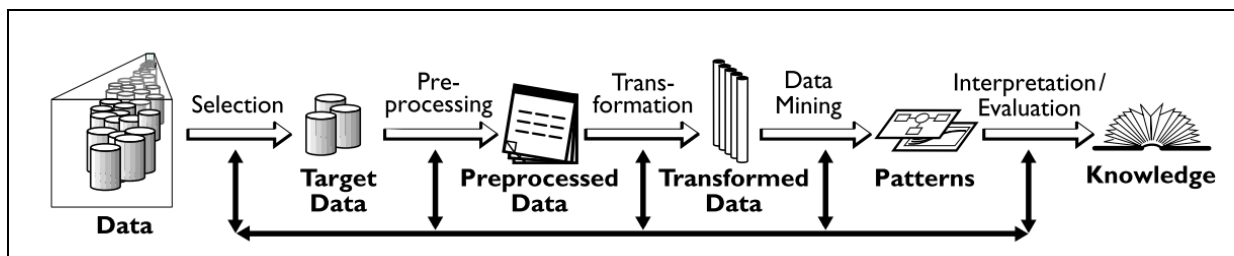 Selection
Pre-
processing
Trans-
formation
Data
Mining
Interpretation/
Evaluation
Data
Target
Data
Preprocessed
Data
Transformed
Data
Patterns
Knowledge